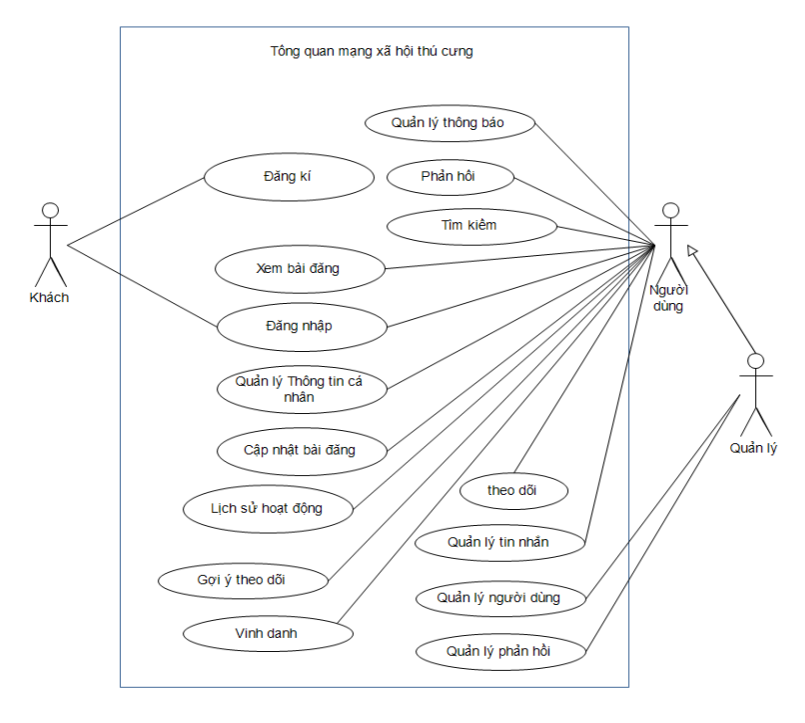 Tổng quan mạng xã hội thú cưng
Quản lý thông báo
Đăng kí
Phản hồi
Tìm kiếm
Xem bài đăng
Khách
Người
dùng
Đăng nhập
Quản lý Thông tin cá
nhân
Cập nhật bài đăng
Quản lý
theo dõi
Lịch sử hoạt động
Quản lý tin nhắn
Gợi ý theo dõi
Quản lý người dùng
Vinh danh
Quản lý phản hồi